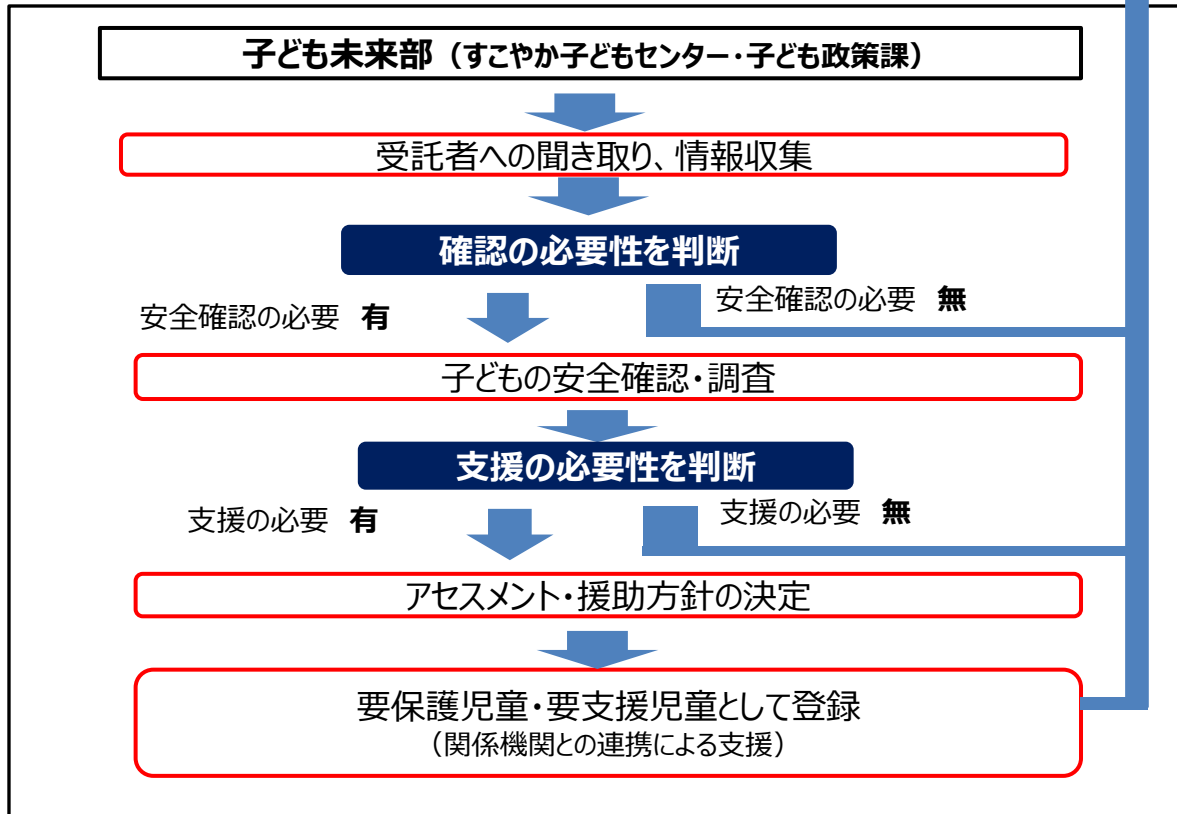 子ども未来部（すこやか子どもセンター・子ども政策課）
受託者への聞き取り、情報収集
確認の必要性を判断
安全確認の必要　有
安全確認の必要　無
子どもの安全確認・調査
支援の必要性を判断
支援の必要　有
支援の必要　無
アセスメント・援助方針の決定
要保護児童・要支援児童として登録
（関係機関との連携による支援）